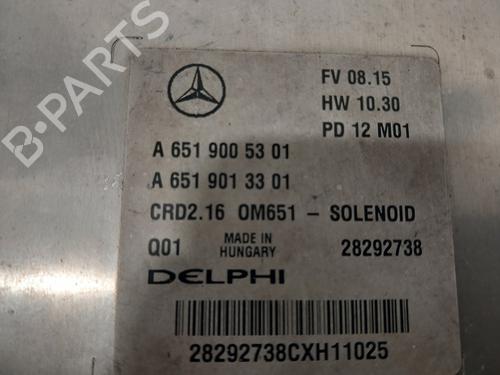 FV 08.15
HW 10.30
PD 12 M01
A 651 900 53 01
A 651 901 33 01
CRD2.16 OM651 - SOLENOID
Q01 MADE IN HUNGARY 28292738
DELPHI
28292738CXH11025